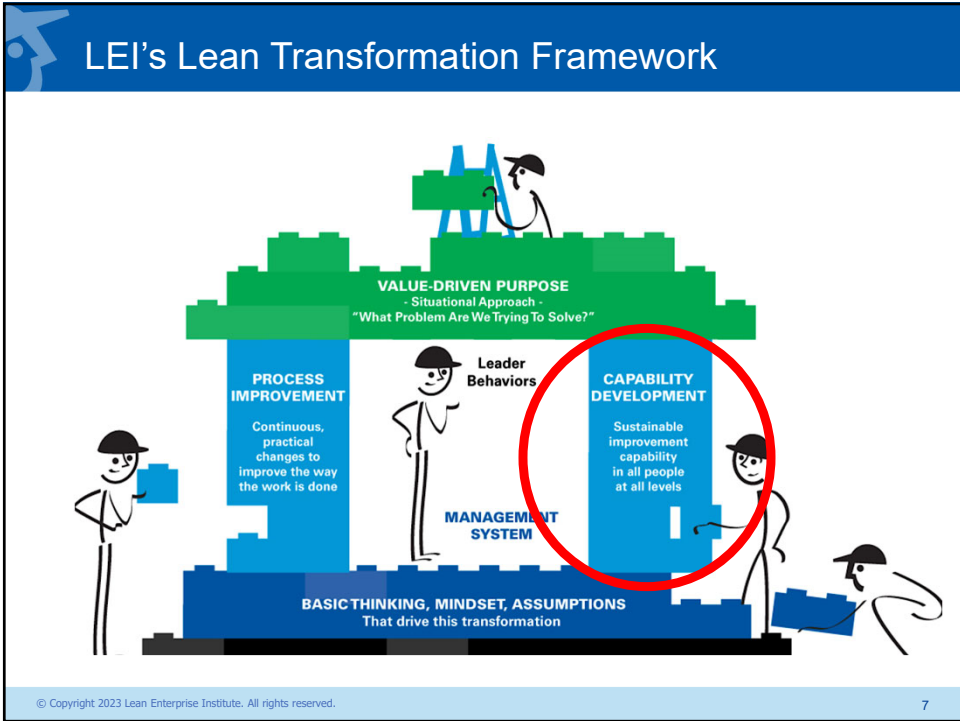 LEI’s Lean Transformation Framework
VALUE-DRIVEN PURPOSE
- Situational Approach -
“What Problem Are We Trying To Solve?”
PROCESS
IMPROVEMENT
Continuous,
practical
changes to
improve the way
the work is done
Leader
Behaviors
MANAGEMENT
SYSTEM
CAPABILITY
DEVELOPMENT
Sustainable
improvement
capability
in all people
at all levels
BASIC THINKING, MINDSET, ASSUMPTIONS
That drive this transformation
© Copyright 2023 Lean Enterprise Institute. All rights reserved.
7